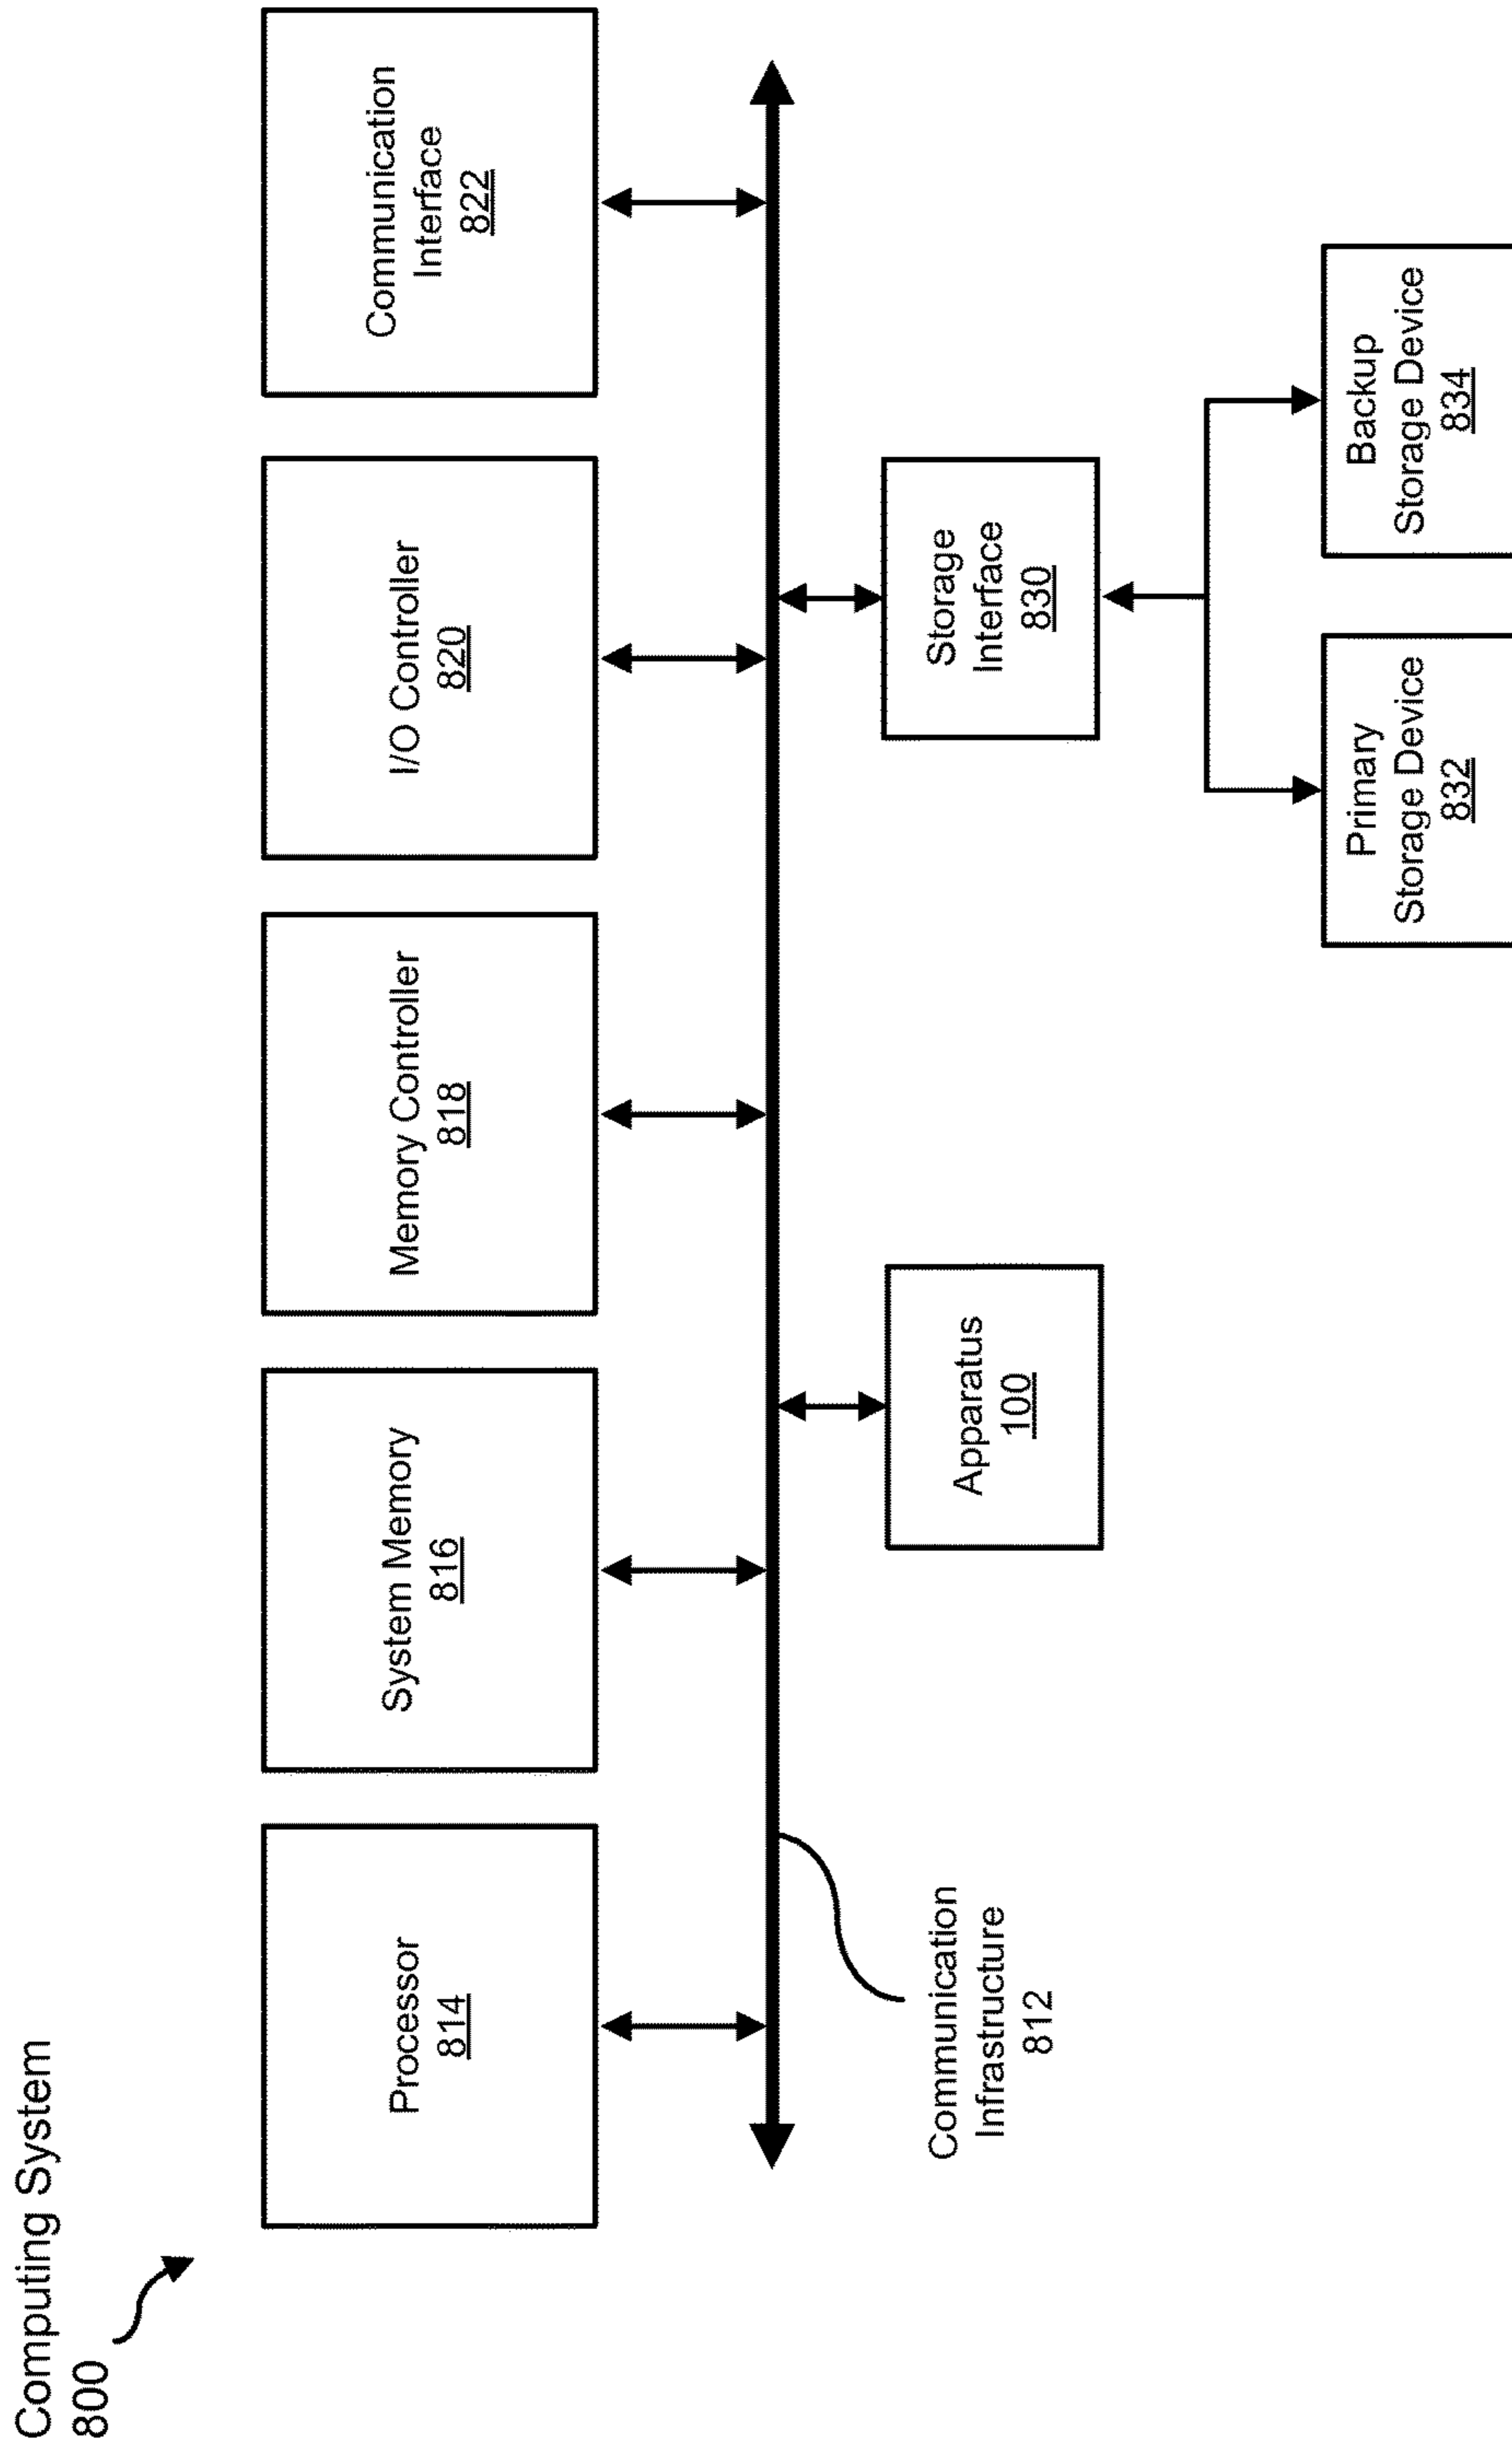 Computing System
800
Processor
814
System Memory
816
Memory Controller
818
I/O Controller
820
Communication
Interface
822
Communication
Infrastructure
812
Apparatus
100
Storage
Interface
830
Primary
Storage Device
832
Backup
Storage Device
834